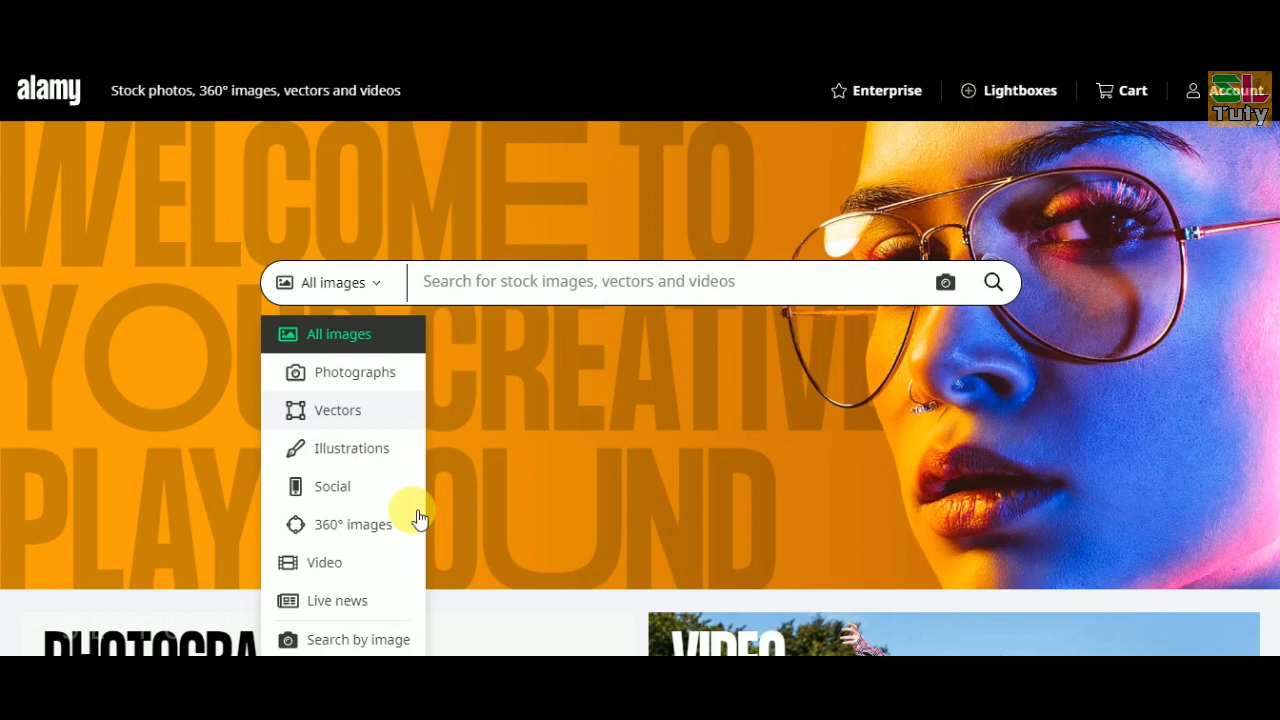 alamy
Stock photos, 360° images, vectors and videos
Enterprise
Lightboxes
Cart
Account
SL
Tuty
WELCOME TO
YOUR CREATIVE
PLAYGROUND
All images
Search for stock images, vectors and videos
All images
Photographs
Vectors
Illustrations
Social
360° images
Video
Live news
Search by image
VIDEO